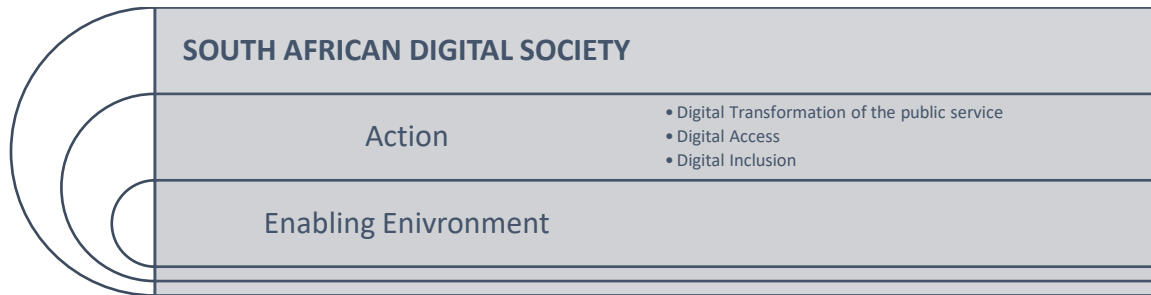 SOUTH AFRICAN DIGITAL SOCIETY
Action
• Digital Transformation of the public service
• Digital Access
• Digital Inclusion
Enabling Enivronment